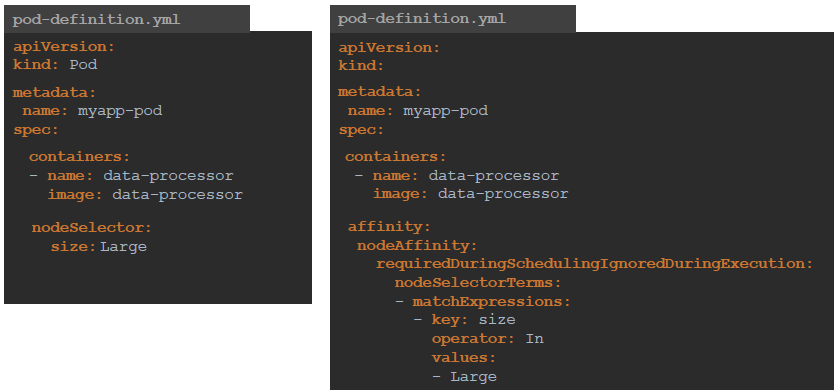 pod-definition.yml
apiVersion:
kind: Pod
metadata:
name: myapp-pod
spec:
containers:
- name: data-processor
image: data-processor
nodeSelector:
size: Large
pod-definition.yml
apiVersion:
kind:
metadata:
name: myapp-pod
spec:
containers:
- name: data-processor
image: data-processor
affinity:
nodeAffinity:
requiredDuringSchedulingIgnoredDuringExecution:
nodeSelectorTerms:
- matchExpressions:
- key: size
operator: In
values:
- Large